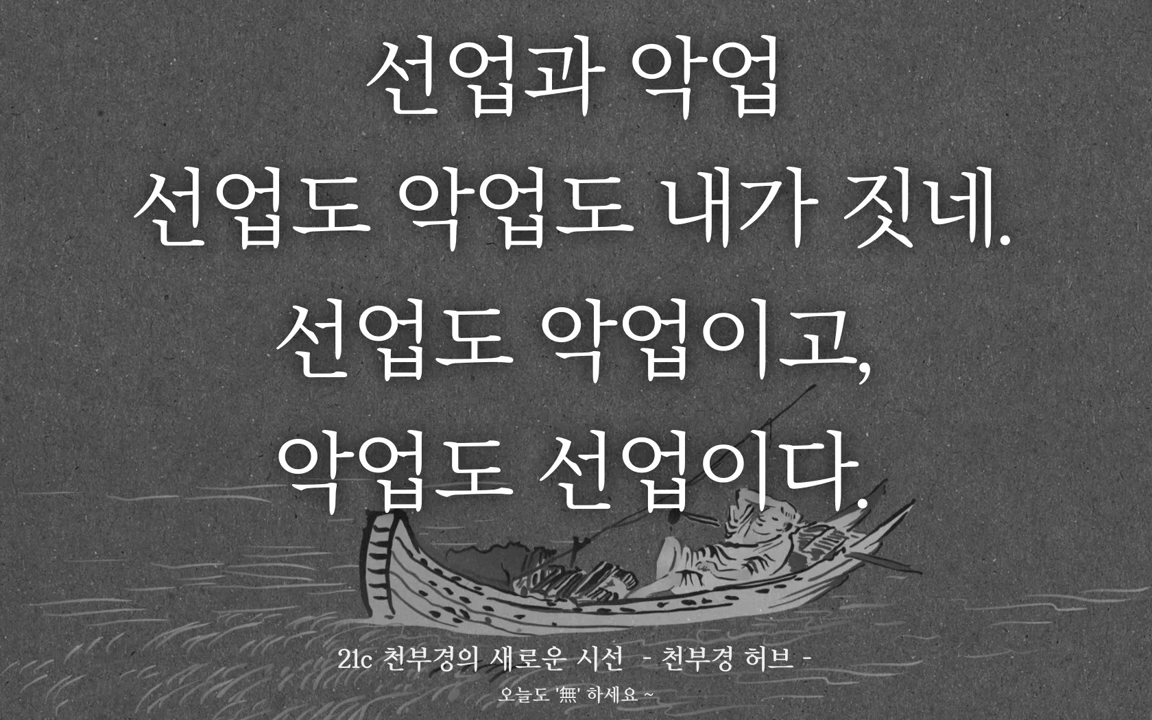 선업과 악업
선업도 악업도 내가 짓네.
선업도 악업이고,
악업도 선업이다.
21c 천부경의 새로운 시선 - 천부경 허브 -
오늘도 '無' 하세요 ~